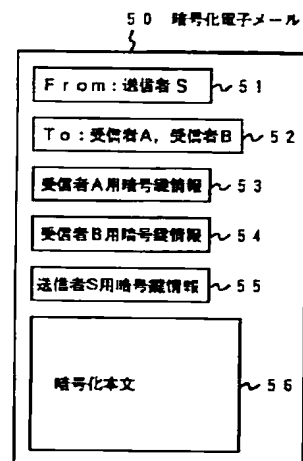 50 暗号化電子メール
From:送信者S 51
To:受信者A,受信者B 52
受信者A用暗号鍵情報 53
受信者B用暗号鍵情報 54
送信者S用暗号鍵情報 55
暗号化本文 56